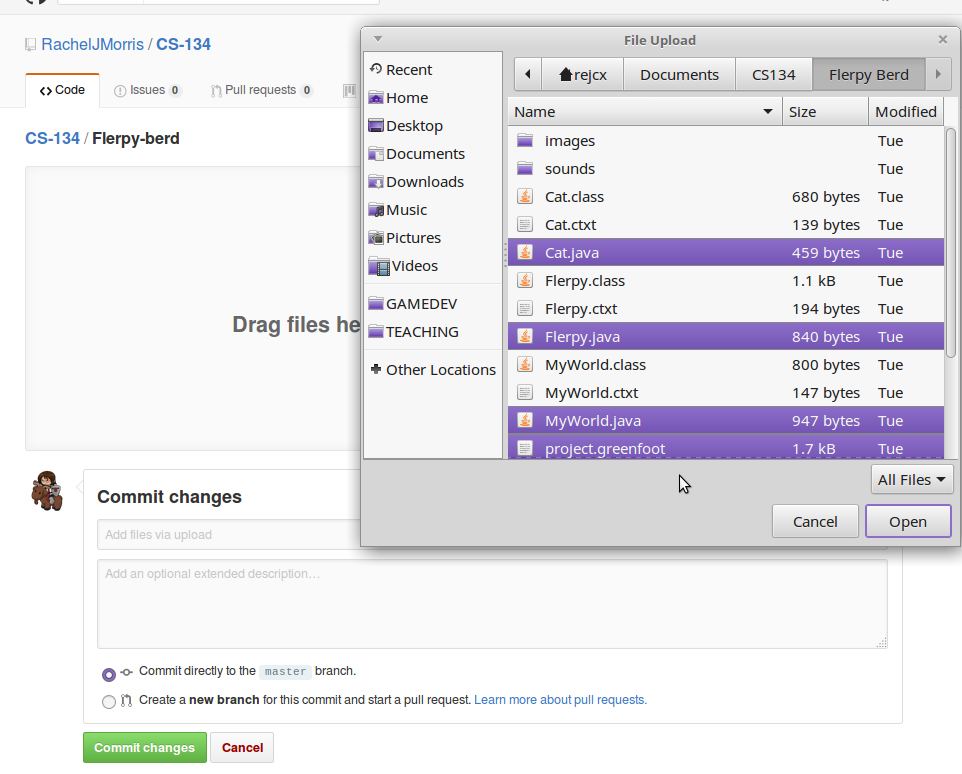 RachelJMorris / CS-134
Code
Issues 0
Pull requests 0
CS-134 / Flerpy-berd
Drag files he
File Upload
Recent
Home
Desktop
Documents
Downloads
Music
Pictures
Videos
GAMEDEV
TEACHING
Other Locations
rejcx Documents CS134 Flerpy Berd
Name Size Modified
images Tue
sounds Tue
Cat.class 680 bytes Tue
Cat.ctxt 139 bytes Tue
Cat.java 459 bytes Tue
Flerpy.class 1.1 kB Tue
Flerpy.ctxt 194 bytes Tue
Flerpy.java 840 bytes Tue
MyWorld.class 800 bytes Tue
MyWorld.ctxt 147 bytes Tue
MyWorld.java 947 bytes Tue
project.greenfoot 1.7 kB Tue
All Files
Cancel Open
Commit changes
Add files via upload
Add an optional extended description…
Commit directly to the master branch.
Create a new branch for this commit and start a pull request. Learn more about pull requests.
Commit changes Cancel